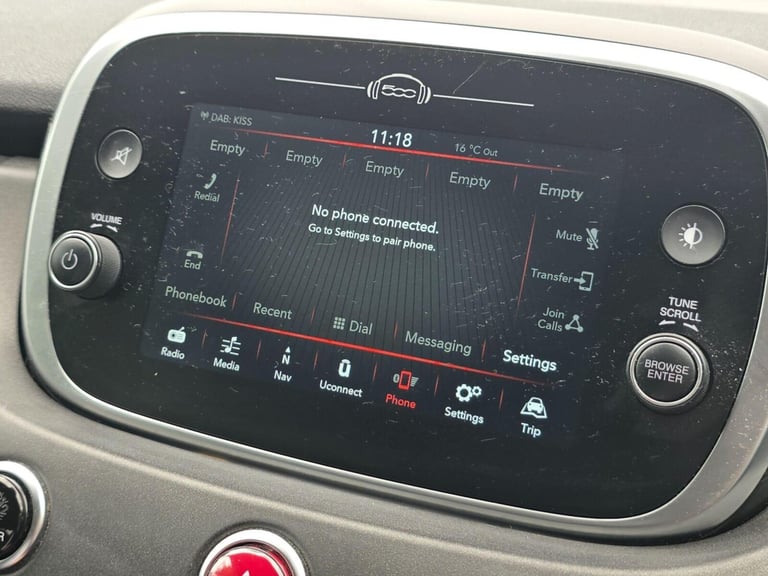 500
DAB: KISS
11:18
16 °C Out
Empty
Empty
Empty
Empty
Empty
Redial
No phone connected.
Go to Settings to pair phone.
Mute
VOLUME
End
Transfer
Join
Calls
TUNE
SCROLL
BROWSE
ENTER
Phonebook
Recent
Dial
Messaging
Settings
Radio
Media
N
Nav
Uconnect
Phone
Settings
Trip